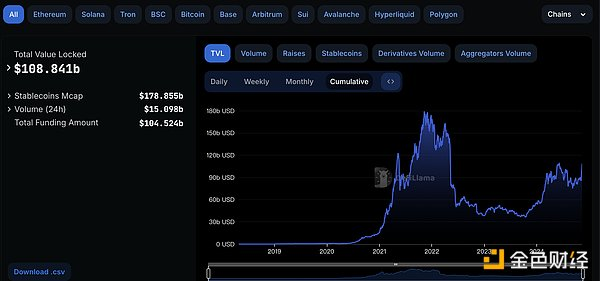 All Ethereum Solana Tron BSC Bitcoin Base Arbitrum Sui Avalanche Hyperliquid Polygon Chains
Total Value Locked
$108.841b
Stablecoins Mcap $178.855b
Volume (24h) $15.098b
Total Funding Amount $104.524b
Download .csv
TVL Volume Raises Stablecoins Derivatives Volume Aggregators Volume
Daily Weekly Monthly Cumulative
180b USD
150b USD
120b USD
90b USD
60b USD
30b USD
0 USD
2019 2020 2021 2022 2023 2024
金色财经